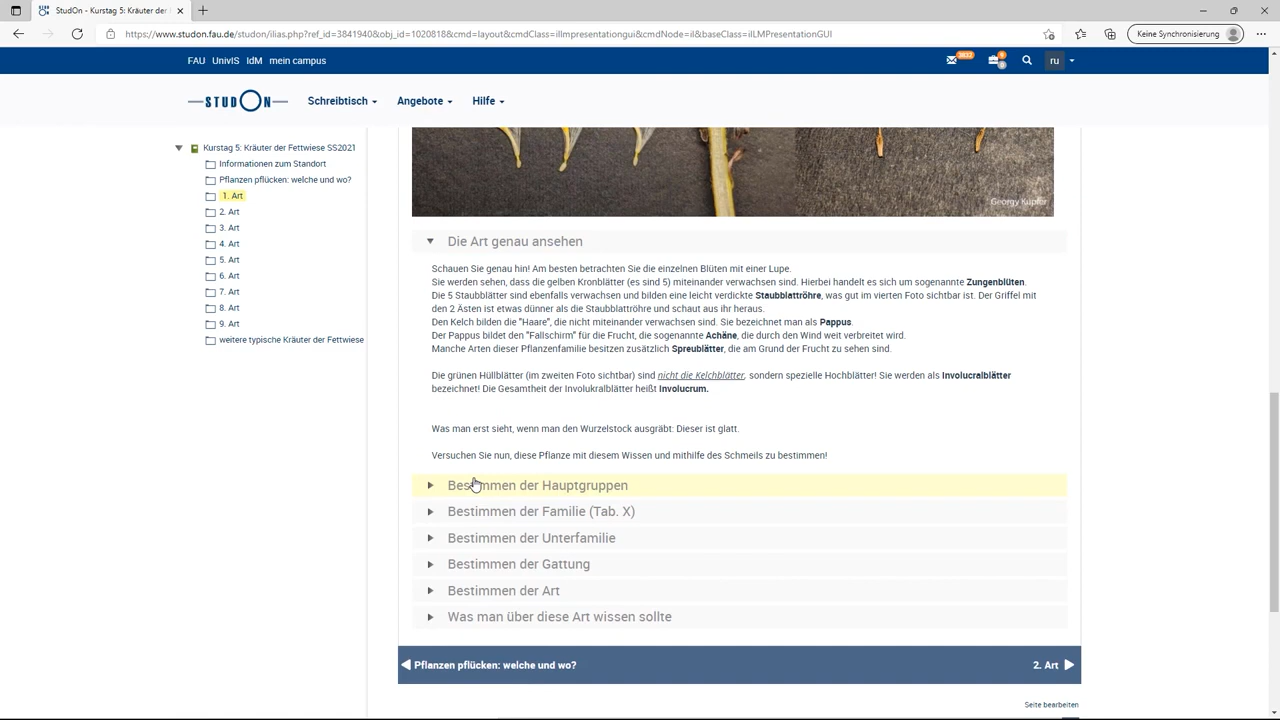 StudOn - Kurstag 5: Kräuter der F
https://www.studon.fau.de/studon/ilias.php?ref_id=3841940&obj_id=1020818&cmd=layout&cmdClass=illmpresentationgui&cmdNode=il&baseClass=ilLMPresentationGUI
Keine Synchronisierung
FAU UnivIS IdM mein campus
ru
STUDON Schreibtisch Angebote Hilfe
Kurstag 5: Kräuter der Fettwiese SS2021
Informationen zum Standort
Pflanzen pflücken: welche und wo?
1. Art
2. Art
3. Art
4. Art
5. Art
6. Art
7. Art
8. Art
9. Art
weitere typische Kräuter der Fettwiese
Georgy Kupfer
Die Art genau ansehen
Schauen Sie genau hin! Am besten betrachten Sie die einzelnen Blüten mit einer Lupe.
Sie werden sehen, dass die gelben Kronblätter (es sind 5) miteinander verwachsen sind. Hierbei handelt es sich um sogenannte Zungenblüten.
Die 5 Staubblätter sind ebenfalls verwachsen und bilden eine leicht verdickte Staubblattröhre, was gut im vierten Foto sichtbar ist. Der Griffel mit
den 2 Ästen ist etwas dünner als die Staubblattröhre und schaut aus ihr heraus.
Den Kelch bilden die "Haare", die nicht miteinander verwachsen sind. Sie bezeichnet man als Pappus.
Der Pappus bildet den "Fallschirm" für die Frucht, die sogenannte Achäne, die durch den Wind weit verbreitet wird.
Manche Arten dieser Pflanzenfamilie besitzen zusätzlich Spreublätter, die am Grund der Frucht zu sehen sind.
Die grünen Hüllblätter (im zweiten Foto sichtbar) sind nicht die Kelchblätter, sondern spezielle Hochblätter! Sie werden als Involucralblätter
bezeichnet! Die Gesamtheit der Involukralblätter heißt Involucrum.
Was man erst sieht, wenn man den Wurzelstock ausgräbt: Dieser ist glatt.
Versuchen Sie nun, diese Pflanze mit diesem Wissen und mithilfe des Schmeils zu bestimmen!
Bestimmen der Hauptgruppen
Bestimmen der Familie (Tab. X)
Bestimmen der Unterfamilie
Bestimmen der Gattung
Bestimmen der Art
Was man über diese Art wissen sollte
Pflanzen pflücken: welche und wo? 2. Art
Seite bearbeiten